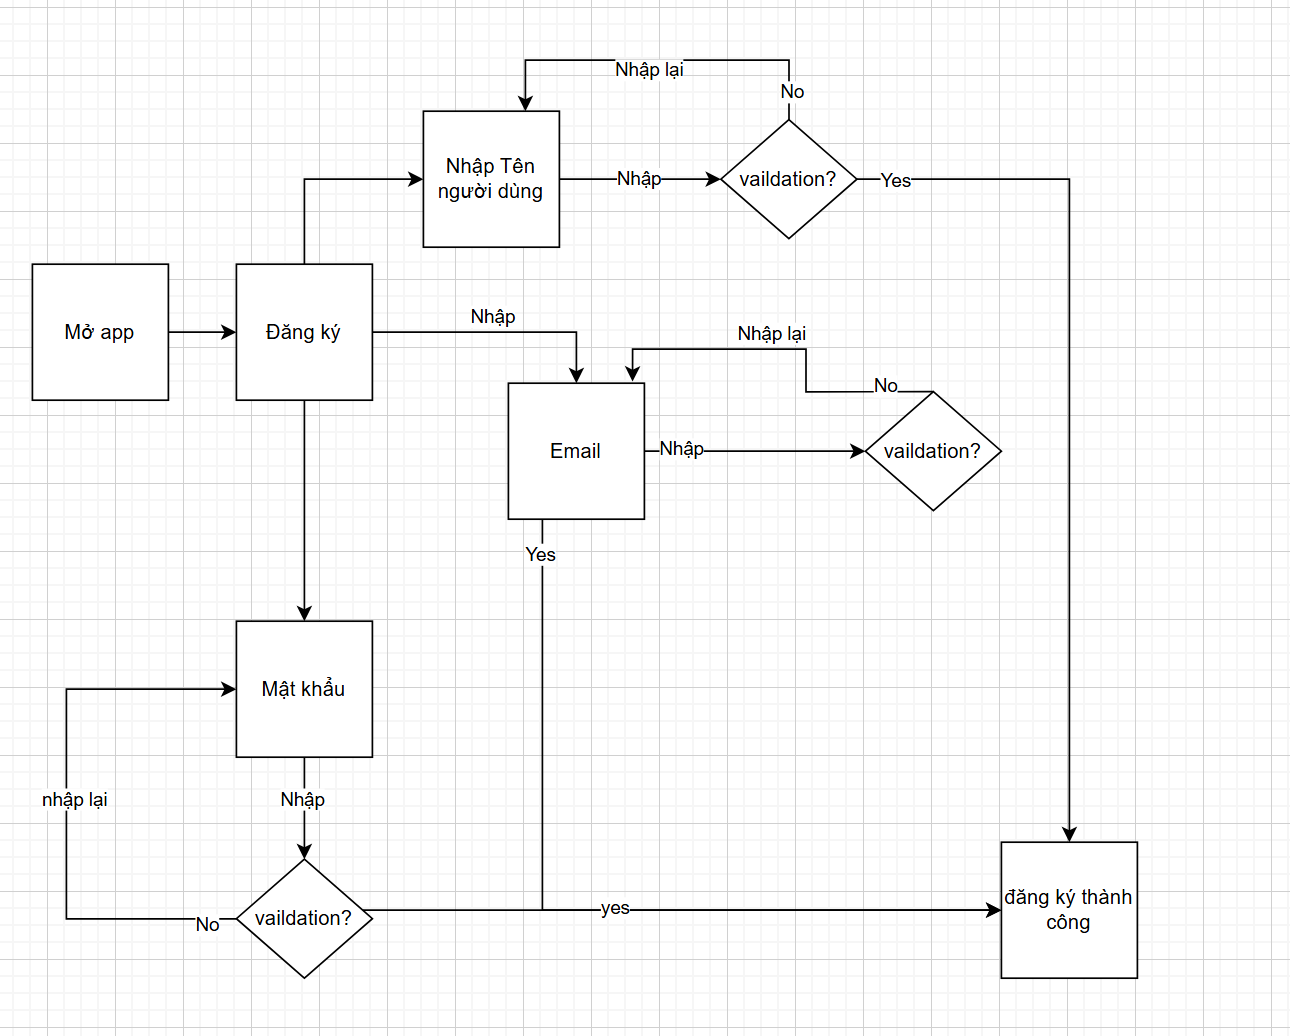 Nhập lại
No
Nhập Tên
người dùng
Nhập
vaildation?
Yes
Mở app
Đăng ký
Nhập
Nhập lại
No
Email
Nhập
vaildation?
Yes
Mật khẩu
nhập lại
Nhập
No
vaildation?
yes
đăng ký thành
công